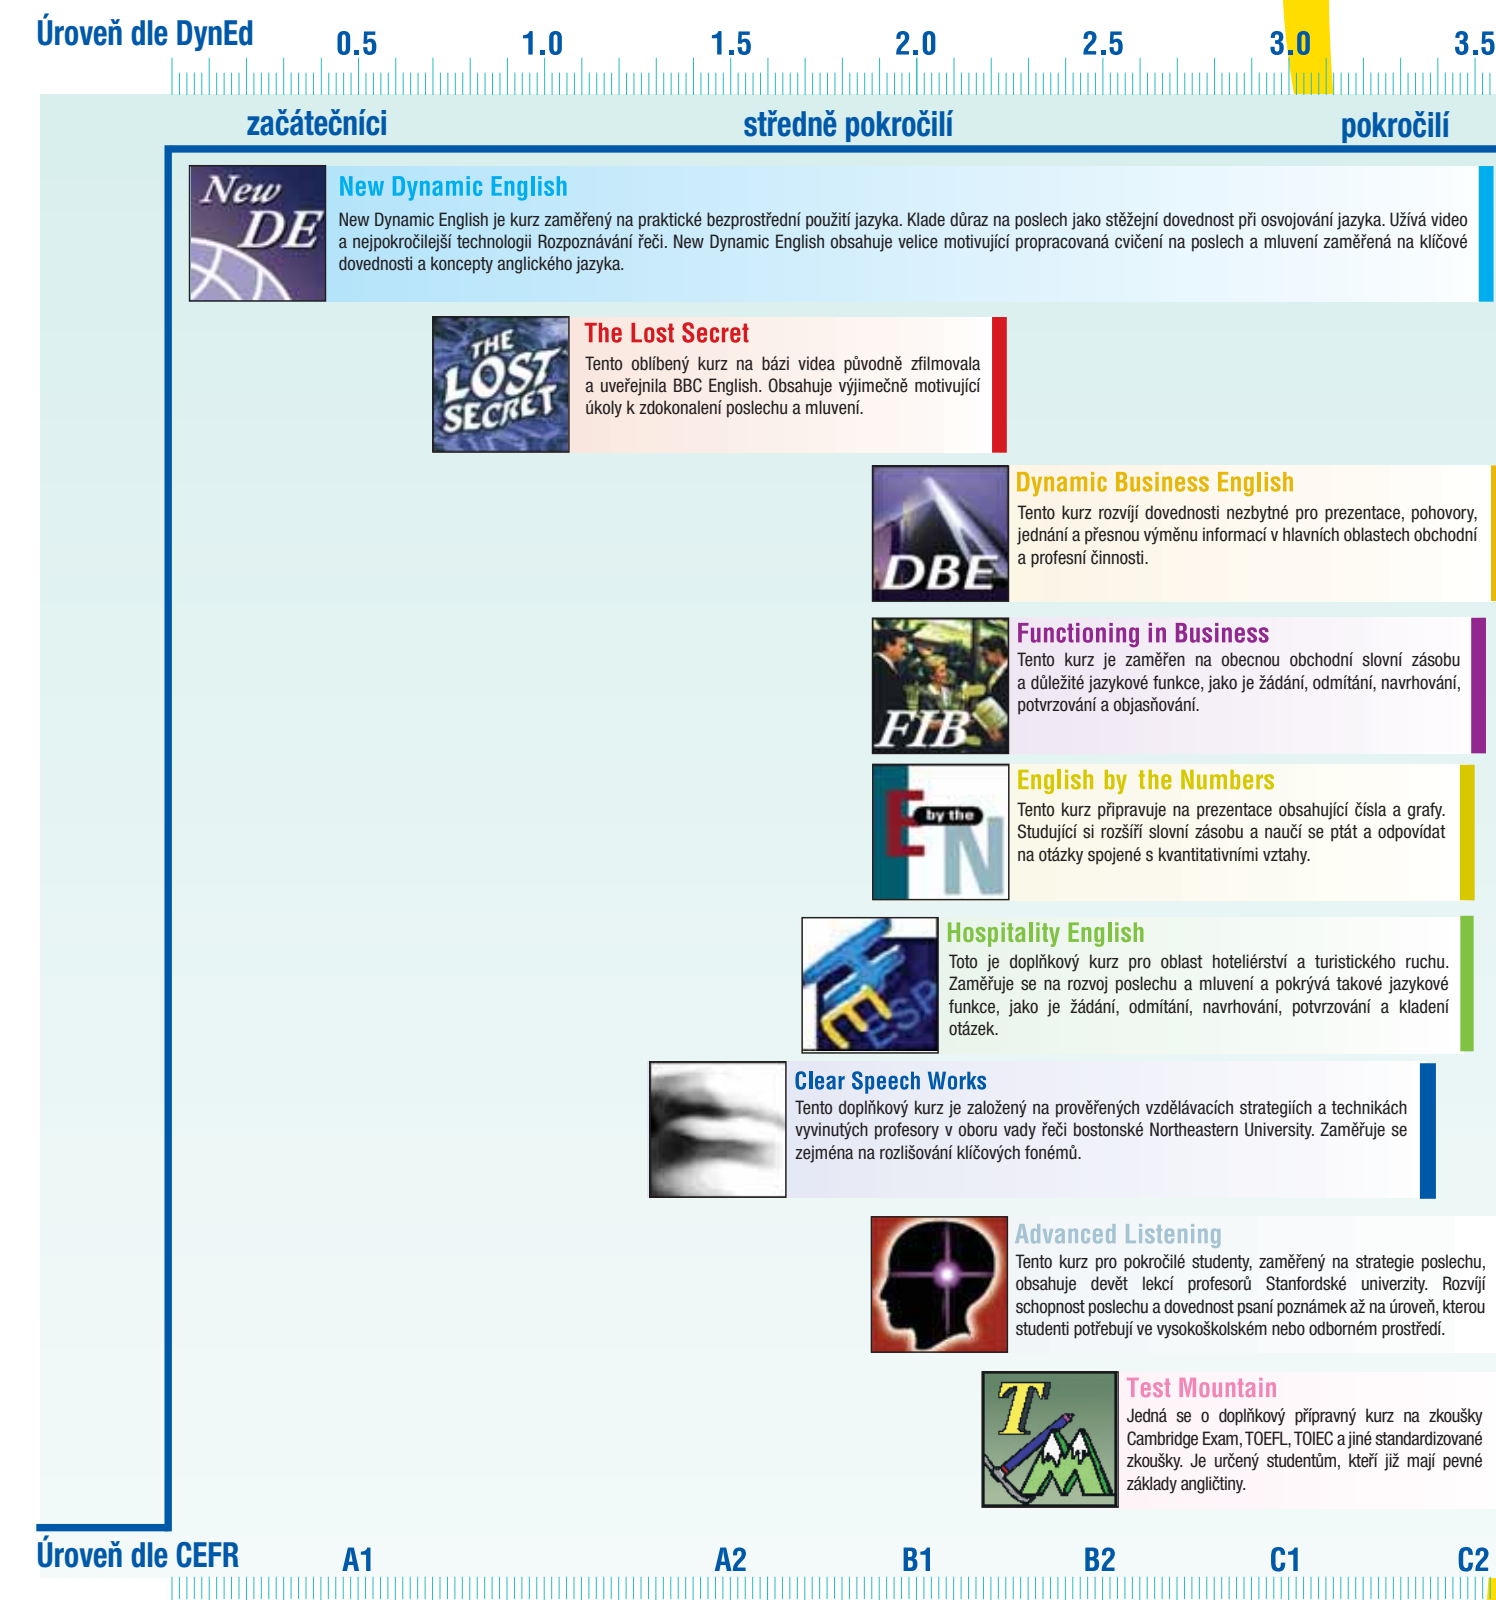 Úroveň dle DynEd
0.5 1.0 1.5 2.0 2.5 3.0 3.5
začátečníci středně pokročilí pokročilí
New
DE
New Dynamic English
New Dynamic English je kurz zaměřený na praktické bezprostřední použití jazyka. Klade důraz na poslech jako stěžejní dovednost při osvojování jazyka. Užívá video
a nejpokročilejší technologii Rozpoznávání řeči. New Dynamic English obsahuje velice motivující propracovaná cvičení na poslech a mluvení zaměřená na klíčové
dovednosti a koncepty anglického jazyka.
THE
LOST
SECRET
The Lost Secret
Tento oblíbený kurz na bázi videa původně zfilmovala
a uveřejnila BBC English. Obsahuje výjimečně motivující
úkoly k zdokonalení poslechu a mluvení.
DBE
Dynamic Business English
Tento kurz rozvíjí dovednosti nezbytné pro prezentace, pohovory,
jednání a přesnou výměnu informací v hlavních oblastech obchodní
a profesní činnosti.
FIB
Functioning in Business
Tento kurz je zaměřen na obecnou obchodní slovní zásobu
a důležité jazykové funkce, jako je žádání, odmítání, navrhování,
potvrzování a objasňování.
E by the N
English by the Numbers
Tento kurz připravuje na prezentace obsahující čísla a grafy.
Studující si rozšíří slovní zásobu a naučí se ptát a odpovídat
na otázky spojené s kvantitativními vztahy.
HE ESP
Hospitality English
Toto je doplňkový kurz pro oblast hoteliérství a turistického ruchu.
Zaměřuje se na rozvoj poslechu a mluvení a pokrývá takové jazykové
funkce, jako je žádání, odmítání, navrhování, potvrzování a kladení
otázek.
Clear Speech Works
Tento doplňkový kurz je založený na prověřených vzdělávacích strategiích a technikách
vyvinutých profesory v oboru vady řeči bostonské Northeastern University. Zaměřuje se
zejména na rozlišování klíčových fonémů.
Advanced Listening
Tento kurz pro pokročilé studenty, zaměřený na strategie poslechu,
obsahuje devět lekcí profesorů Stanfordské univerzity. Rozvíjí
schopnost poslechu a dovednost psaní poznámek až na úroveň, kterou
studenti potřebují ve vysokoškolském nebo odborném prostředí.
T
M
Test Mountain
Jedná se o doplňkový přípravný kurz na zkoušky
Cambridge Exam, TOEFL, TOIEC a jiné standardizované
zkoušky. Je určený studentům, kteří již mají pevné
základy angličtiny.
Úroveň dle CEFR
A1 A2 B1 B2 C1 C2